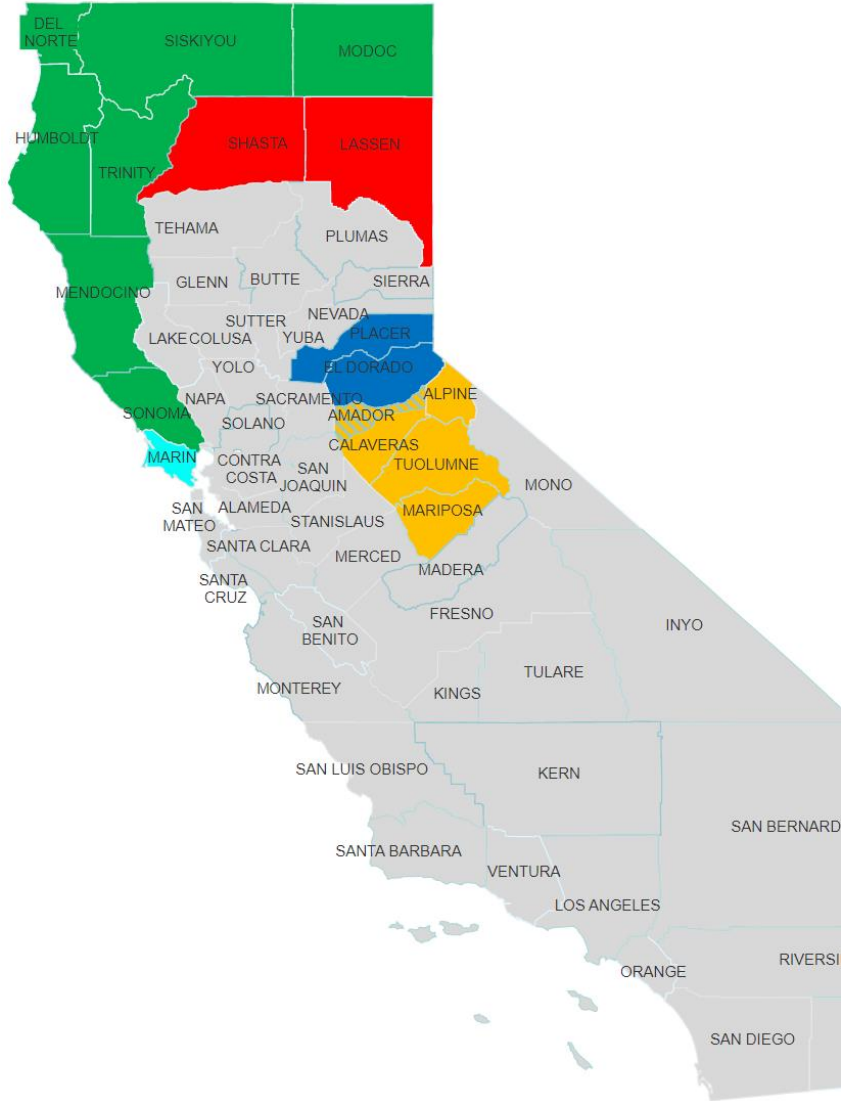 DEL
NORTE
SISKIYOU
MODOC
HUMBOLDT
TRINITY
SHASTA
LASSEN
TEHAMA
PLUMAS
MENDOCINO
GLENN
BUTTE
SIERRA
NEVADA
LAKE
COLUSA
SUTTER
YUBA
PLACER
YOLO
EL DORADO
SONOMA
NAPA
SACRAMENTO
ALPINE
SOLANO
AMADOR
MARIN
CALAVERAS
CONTRA
COSTA
SAN
JOAQUIN
TUOLUMNE
MONO
SAN
MATEO
ALAMEDA
STANISLAUS
MARIPOSA
SANTA CLARA
MERCED
MADERA
SANTA
CRUZ
FRESNO
SAN
BENITO
INYO
MONTEREY
KINGS
TULARE
SAN LUIS OBISPO
KERN
SAN BERNARD
SANTA BARBARA
VENTURA
LOS ANGELES
ORANGE
RIVERSI
SAN DIEGO